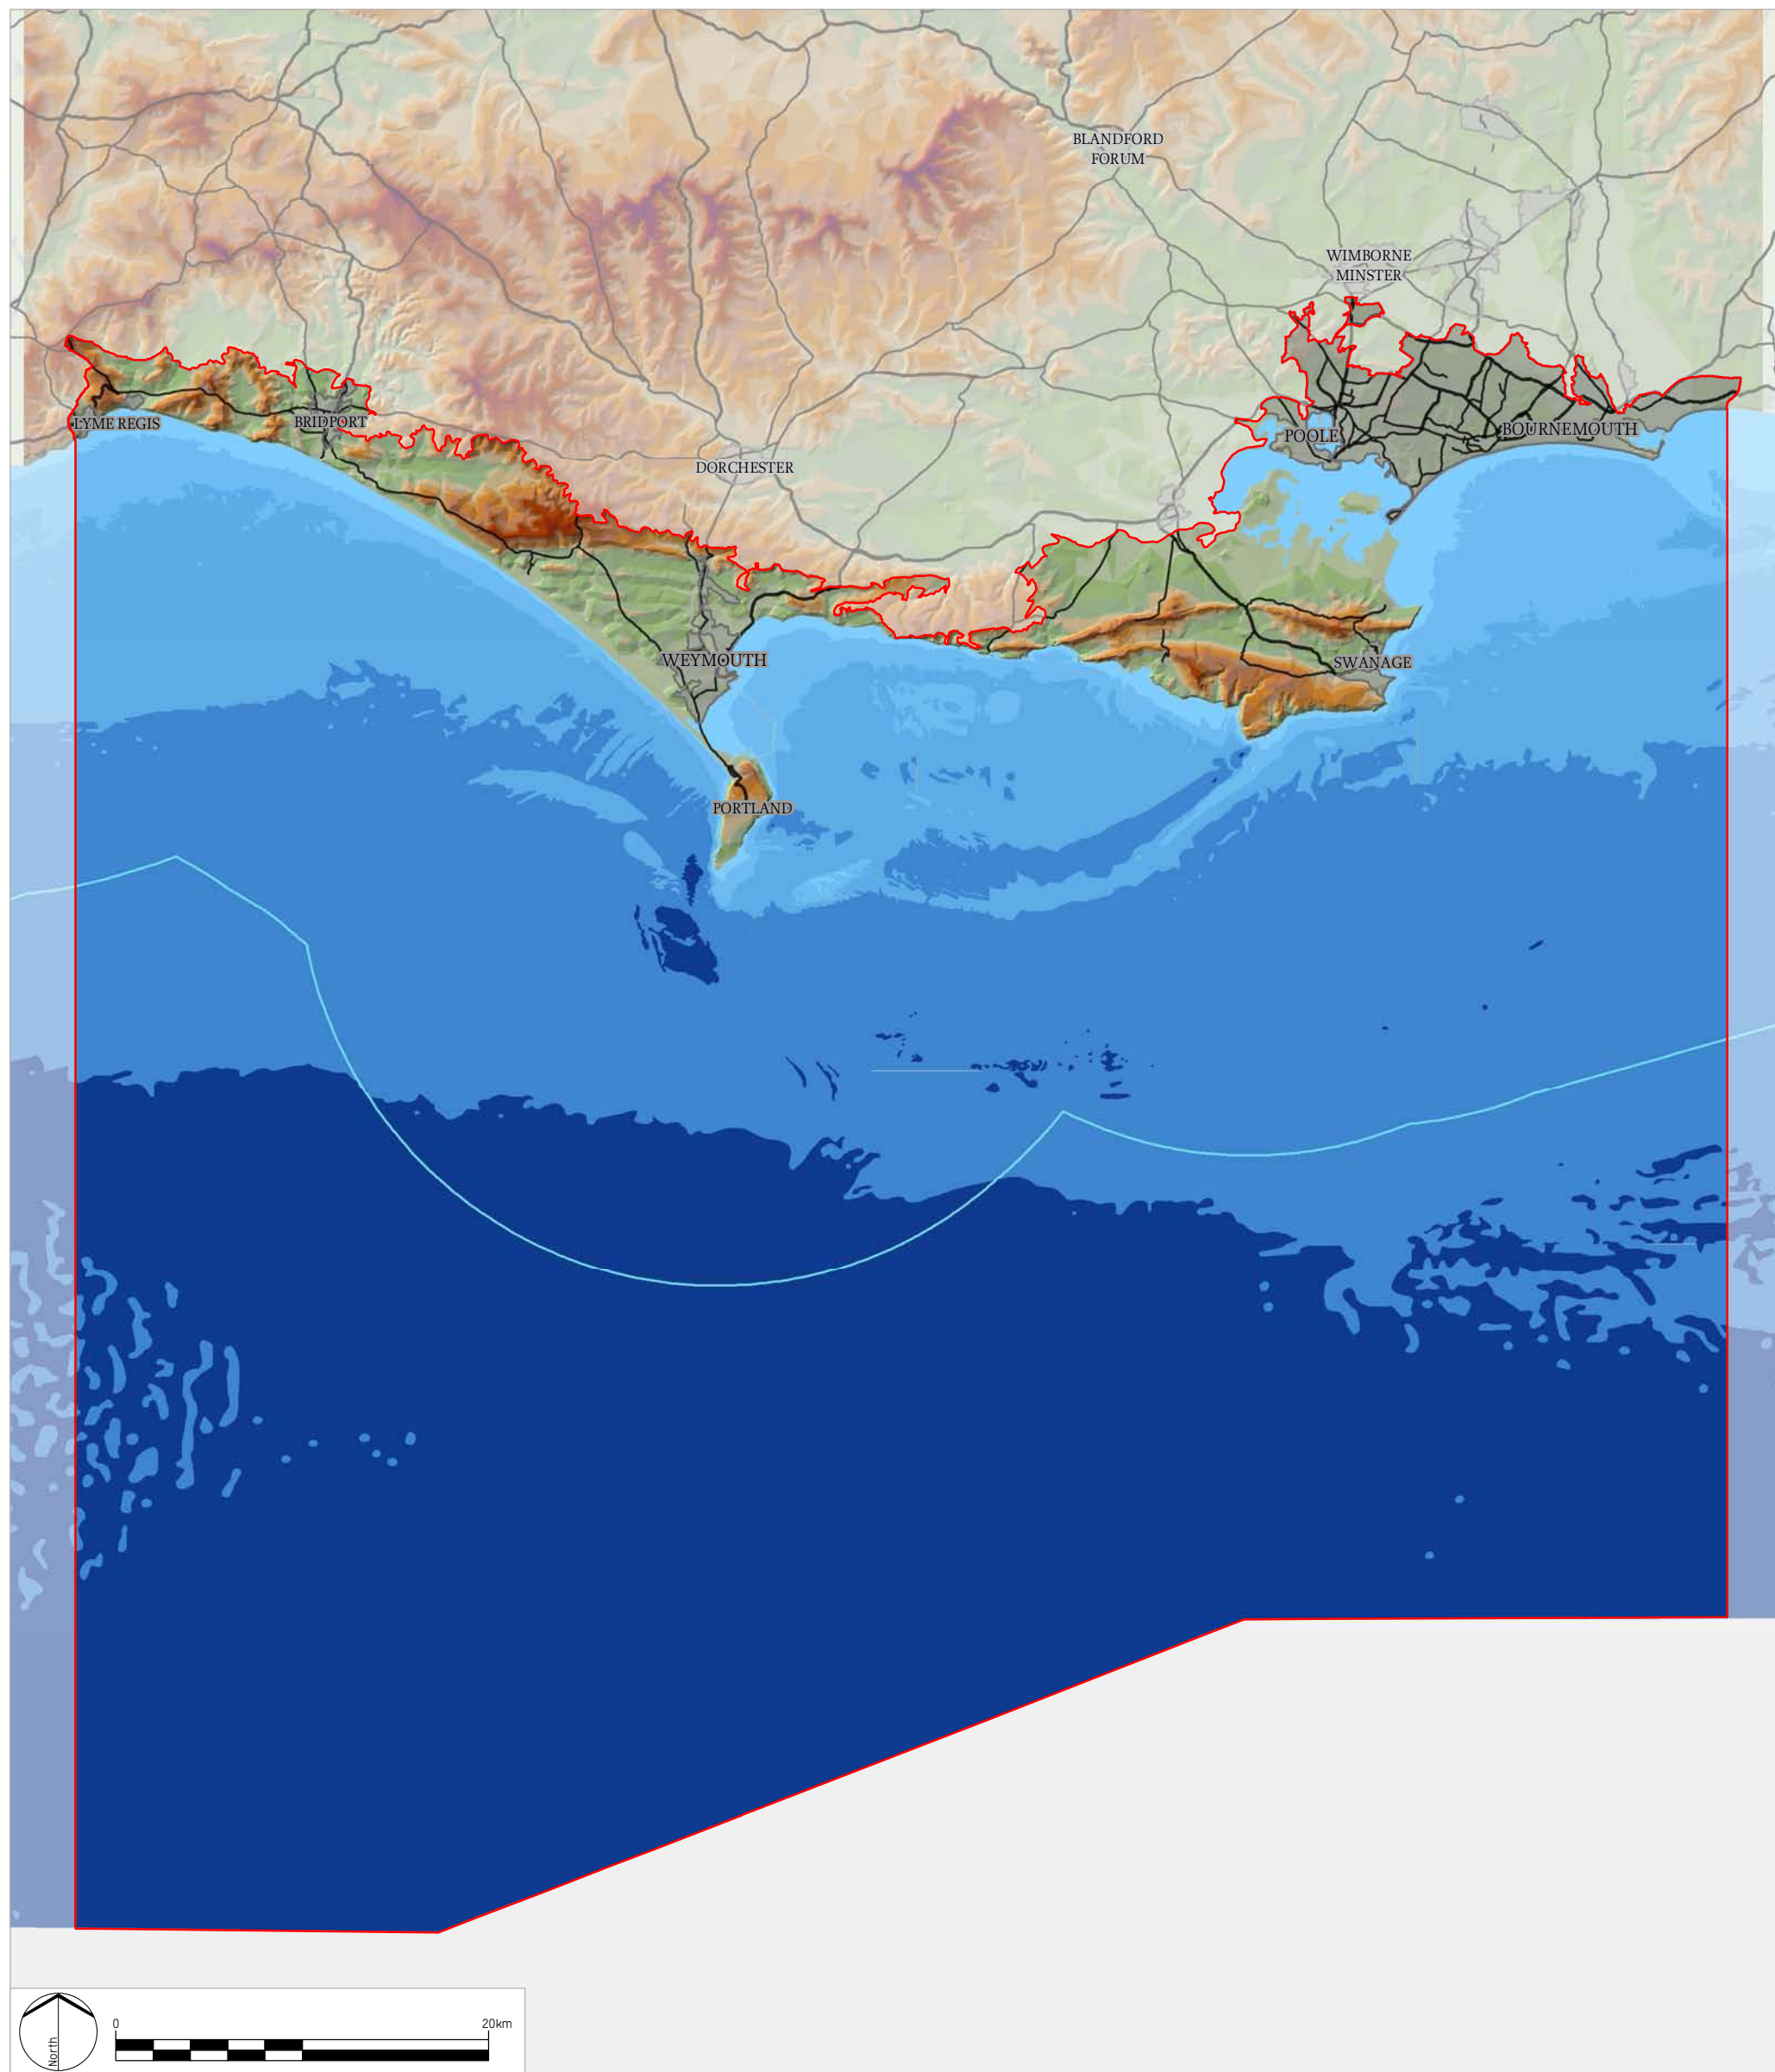 BLANDFORD
FORUM
WIMBORNE
MINSTER
LYME REGIS
BRIDPORT
POOLE
BOURNEMOUTH
DORCHESTER
WEYMOUTH
SWANAGE
PORTLAND
North
0
20km